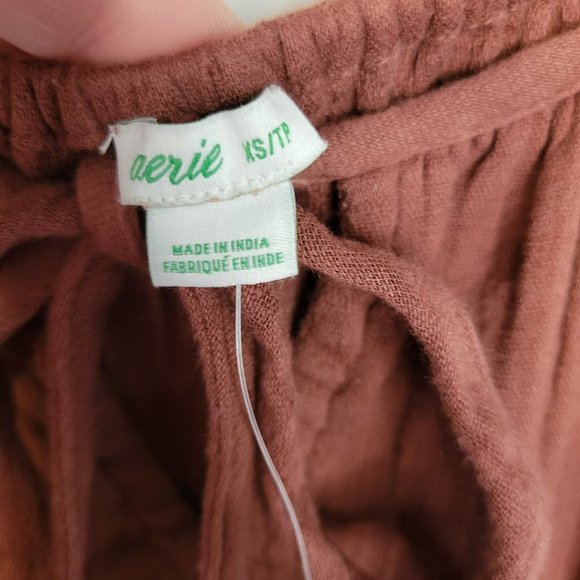 aerie XS/TP
MADE IN INDIA
FABRIQUÉ EN INDE